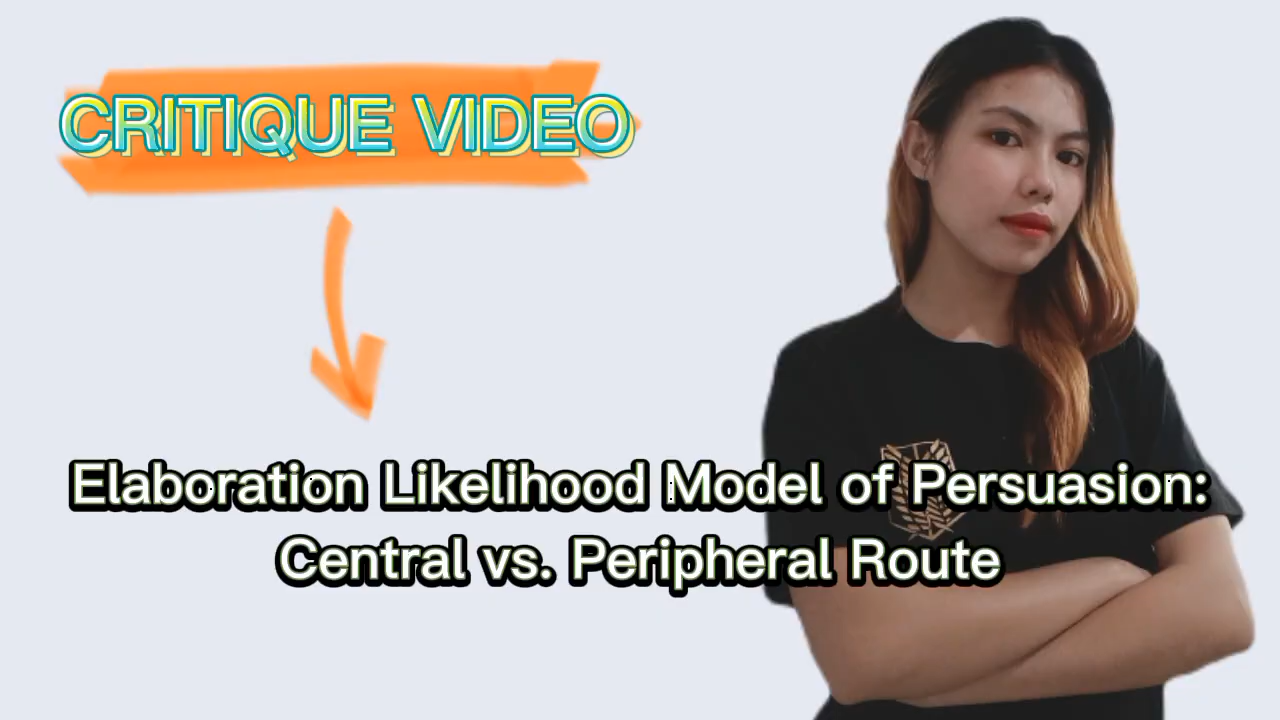 CRITIQUE VIDEO
Elaboration Likelihood Model of Persuasion:
Central vs. Peripheral Route